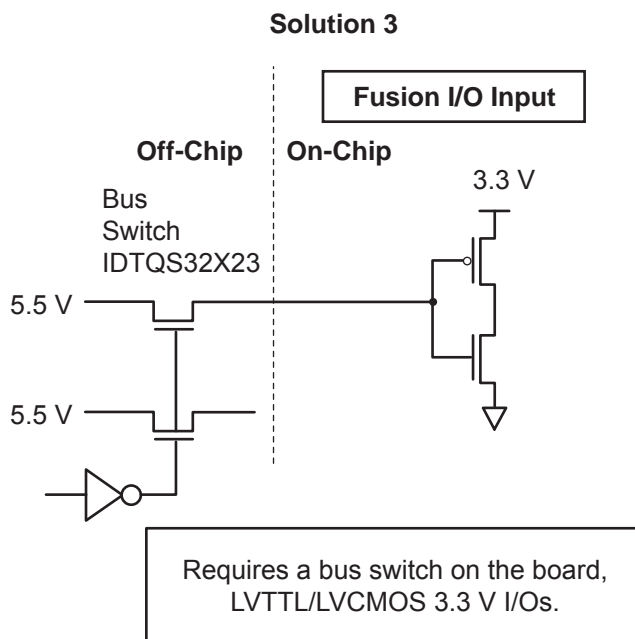 Solution 3
Fusion I/O Input
Off-Chip
On-Chip
3.3 V
Bus
Switch
IDTQS32X23
5.5 V
5.5 V
Requires a bus switch on the board,
LVTTL/LVCMOS 3.3 V I/Os.